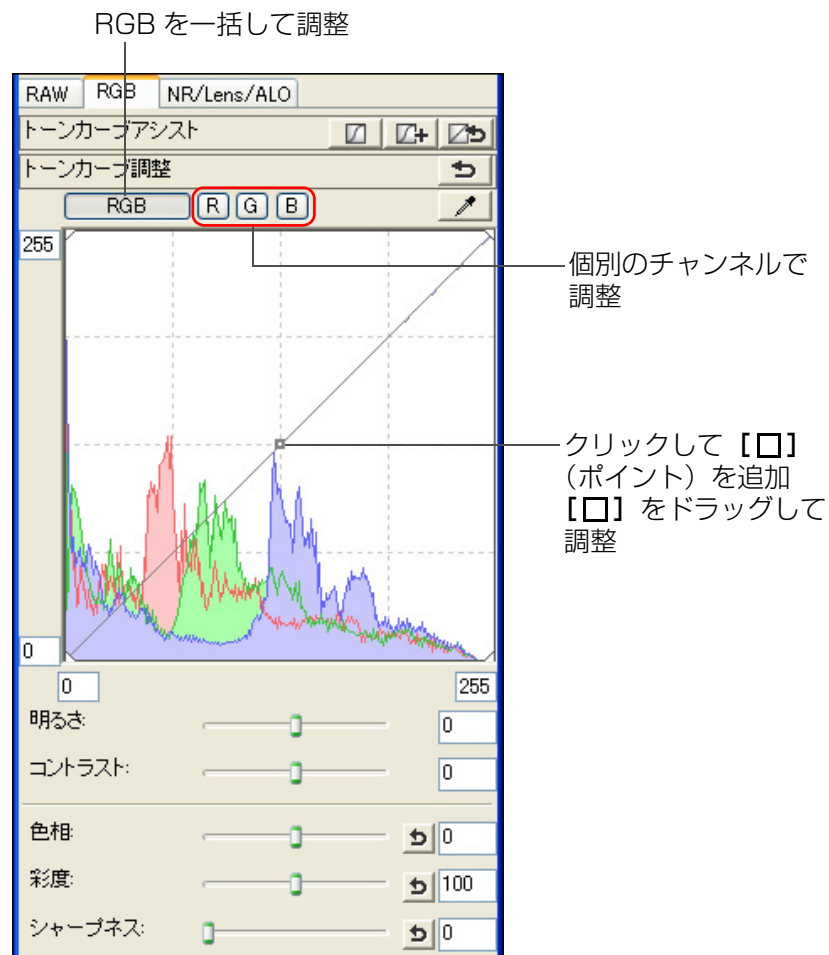 RGB を一括して調整
RAW RGB NR/Lens/ALO
トーンカーブアシスト
トーンカーブ調整
RGB R G B
255
個別のチャンネルで
調整
クリックして【□】
（ポイント）を追加
【□】をドラッグして
調整
0
0 255
明るさ: 0
コントラスト: 0
色相: 0
彩度: 100
シャープネス: 0